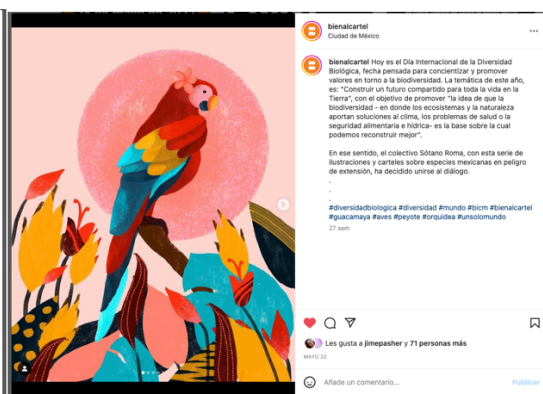 bienalcartel
Ciudad de México
bienalcartel Hoy es el Día Internacional de la Diversidad
Biológica, fecha pensada para concientizar y promover
valores en torno a la biodiversidad. La temática de este año,
es: "Construir un futuro compartido para toda la vida en la
Tierra", con el objetivo de promover "la idea de que la
biodiversidad - en donde los ecosistemas y la naturaleza
aportan soluciones al clima, los problemas de salud o la
seguridad alimentaria e hídrica- es la base sobre la cual
podemos reconstruir mejor".
En ese sentido, el colectivo Sótano Roma, con esta serie de
ilustraciones y carteles sobre especies mexicanas en peligro
de extensión, ha decidido unirse al diálogo.
.
.
.
#diversidadbiologica #diversidad #mundo #bicm #bienalcartel
#guacamaya #aves #peyote #orquidea #unsolomundo
27 sem
Les gusta a jimepasher y 71 personas más
MAYO 22
Añade un comentario... Publicar